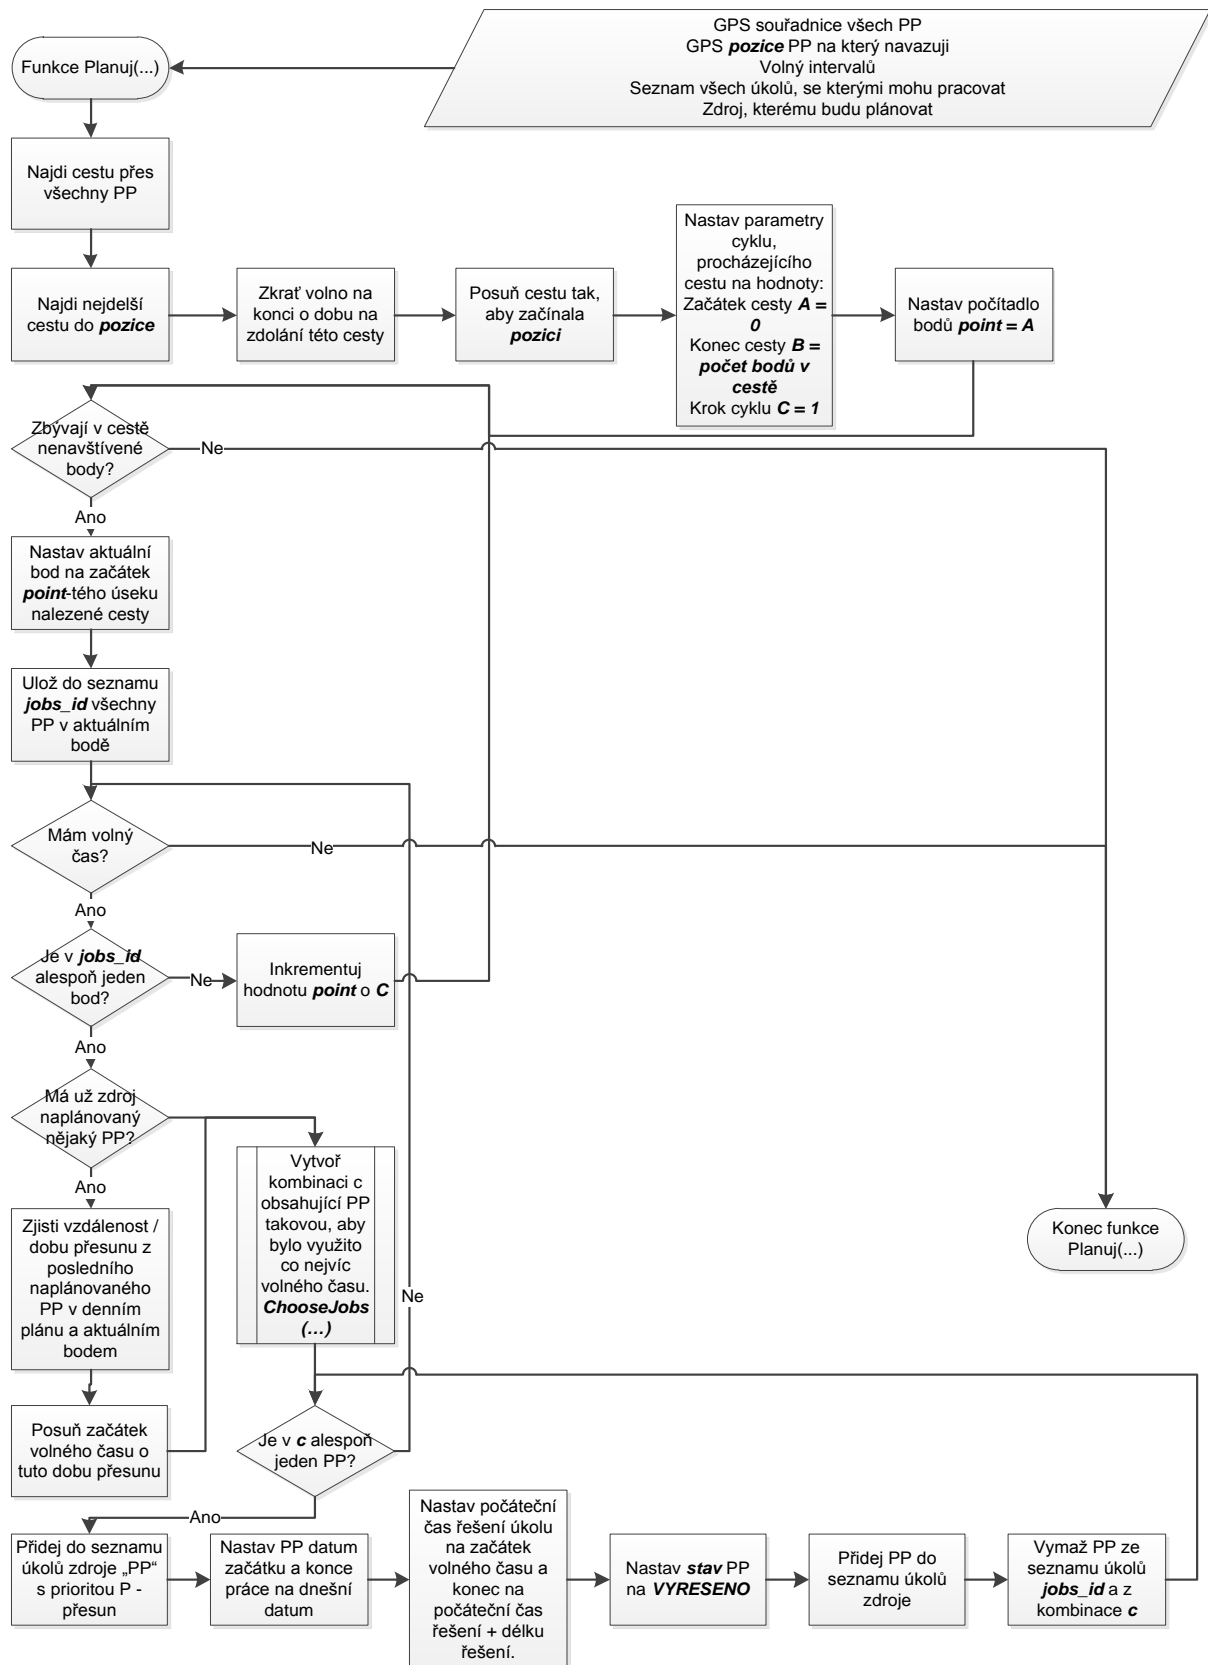 GPS souřadnice všech PP
GPS pozice PP na který navazuji
Volný intervalů
Seznam všech úkolů, se kterými mohu pracovat
Zdroj, kterému budu plánovat
Funkce Planuj(...)
Najdi cestu přes
všechny PP
Najdi nejdelší
cestu do pozice
Zkrať volno na
konci o dobu na
zdolání této cesty
Posuň cestu tak,
aby začínala
pozici
Nastav parametry
cyklu,
procházejícího
cestu na hodnoty:
Začátek cesty A =
0
Konec cesty B =
počet bodů v
cestě
Krok cyklu C = 1
Nastav počítadlo
bodů point = A
Zbývají v cestě
nenavštívené
body?
Ne
Ano
Nastav aktuální
bod na začátek
point-tého úseku
nalezené cesty
Ulož do seznamu
jobs_id všechny
PP v aktuálním
bodě
Mám volný
čas?
Ne
Ano
Je v jobs_id
alespoň jeden
bod?
Ne
Inkrementuj
hodnotu point o C
Ano
Má už zdroj
naplánovaný
nějaký PP?
Ano
Vytvoř
kombinaci c
obsahující PP
takovou, aby
bylo využito
co nejvíc
volného času.
ChooseJobs
(...)
Zjisti vzdálenost /
dobu přesunu z
posledního
naplánovaného
PP v denním
plánu a aktuálním
bodem
Konec funkce
Planuj(...)
Ne
Posuň začátek
volného času o
tuto dobu přesunu
Je v c alespoň
jeden PP?
Ano
Přidej do seznamu
úkolů zdroje „PP“
s prioritou P -
přesun
Nastav PP datum
začátku a konce
práce na dnešní
datum
Nastav počáteční
čas řešení úkolu
na začátek
volného času a
konec na
počáteční čas
řešení + délku
řešení.
Nastav stav PP
na VYRESENO
Přidej PP do
seznamu úkolů
zdroje
Vymaž PP ze
seznamu úkolů
jobs_id a z
kombinace c